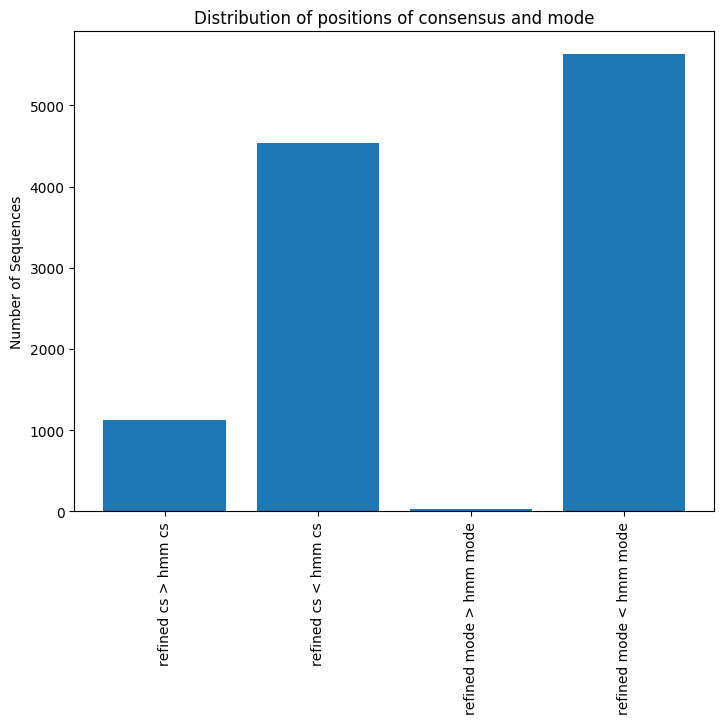 Distribution of positions of consensus and mode
Number of Sequences
5000
4000
3000
2000
1000
0
refined cs > hmm cs
refined cs < hmm cs
refined mode > hmm mode
refined mode < hmm mode